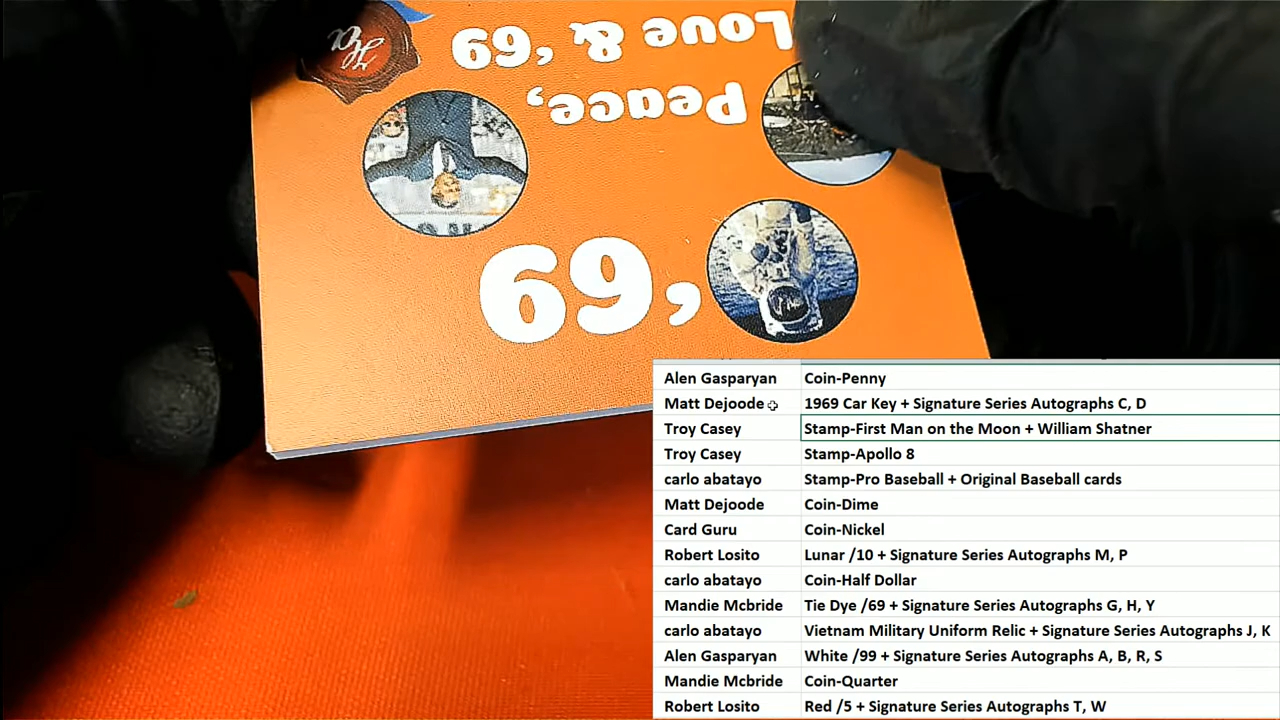 Love & '69
Peace,
'69
Alen Gasparyan Coin-Penny
Matt Dejoode 1969 Car Key + Signature Series Autographs C, D
Troy Casey Stamp-First Man on the Moon + William Shatner
Troy Casey Stamp-Apollo 8
carlo abatayo Stamp-Pro Baseball + Original Baseball cards
Matt Dejoode Coin-Dime
Card Guru Coin-Nickel
Robert Losito Lunar /10 + Signature Series Autographs M, P
carlo abatayo Coin-Half Dollar
Mandie Mcbride Tie Dye /69 + Signature Series Autographs G, H, Y
carlo abatayo Vietnam Military Uniform Relic + Signature Series Autographs J, K
Alen Gasparyan White /99 + Signature Series Autographs A, B, R, S
Mandie Mcbride Coin-Quarter
Robert Losito Red /5 + Signature Series Autographs T, W